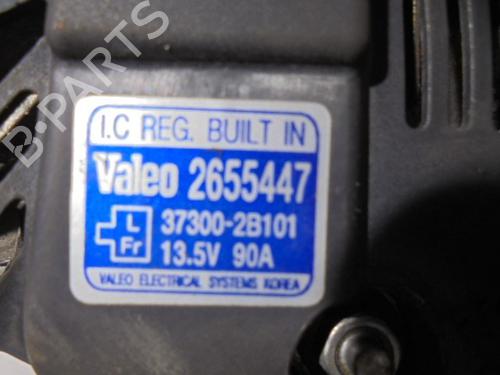 B-PARTS
I.C REG. BUILT IN
Valeo 2655447
L 37300-2B101
Fr 13.5V 90A
VALEO ELECTRICAL SYSTEMS KOREA